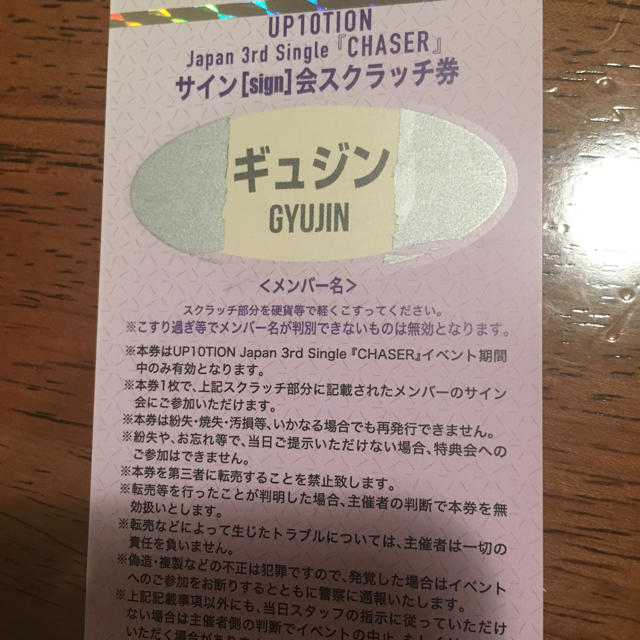 UP10TION
Japan 3rd Single『CHASER』
サイン[sign]会スクラッチ券
ギュジン
GYUJIN
＜メンバー名＞
スクラッチ部分を硬貨等で軽くこすってください。
※こすり過ぎ等でメンバー名が判別できないものは無効となります。
※本券はUP10TION Japan 3rd Single『CHASER』イベント期間
中のみ有効となります。
※本券1枚で、上記スクラッチ部分に記載されたメンバーのサイン
会にご参加いただけます。
※本券は紛失・焼失・汚損等、いかなる場合でも再発行できません。
※紛失や、お忘れ等で、当日ご提示いただけない場合、特典会への
ご参加はできません。
※本券を第三者に転売することを禁止致します。
※転売等を行ったことが判明した場合、主催者の判断で本券を無
効扱いとします。
※転売などによって生じたトラブルについては、主催者は一切の
責任を負いません。
※偽造・複製などの不正は犯罪ですので、発覚した場合はイベント
へのご参加をお断りするとともに警察に通報いたします。
※上記記載事項以外にも、当日スタッフの指示に従っていただけ
ない場合は主催者側の判断でイベントの中止、
いただく場合が